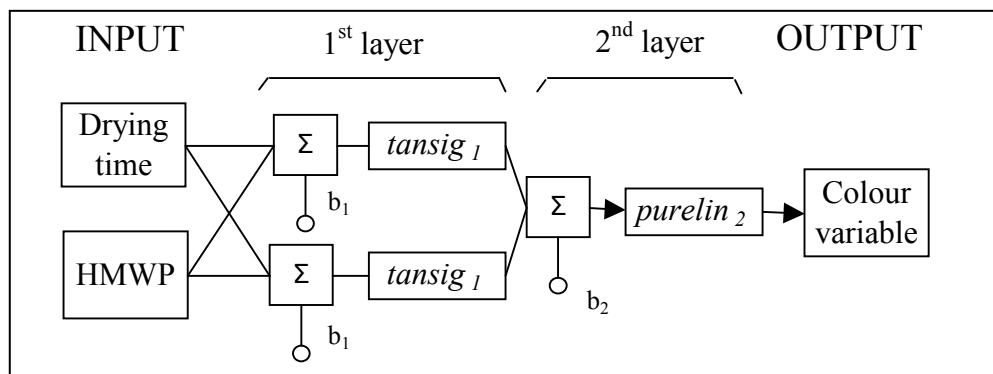 INPUT
1st layer
2nd layer
OUTPUT
Drying
time
Σ
tansig 1
b1
HMWP
Σ
tansig 1
b1
Σ
purelin 2
b2
Colour
variable